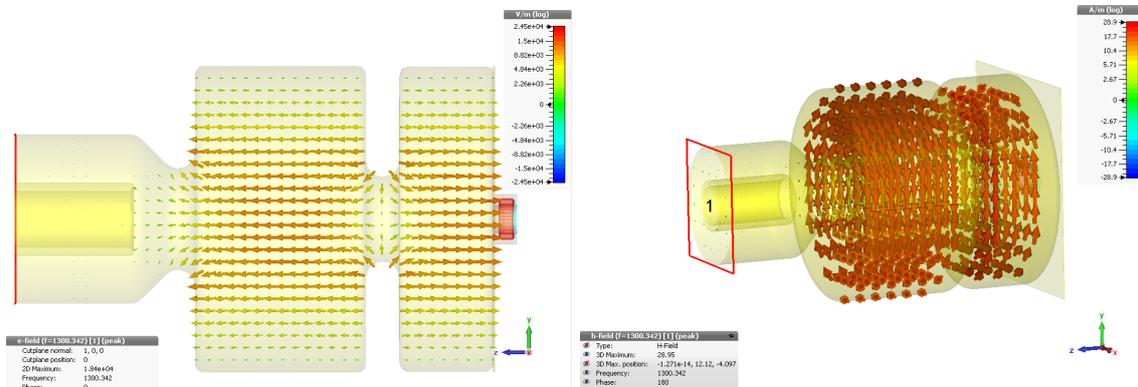 V/m (log)
2.45e+04
1.5e+04
8.82e+03
4.84e+03
2.26e+03
0
-2.26e+03
-4.84e+03
-8.82e+03
-1.5e+04
-2.45e+04
y
z
x
e-field (f=1300.342) [1] (peak)
Cutplane normal: 1, 0, 0
Cutplane position: 0
2D Maximum: 1.84e+04
Frequency: 1300.342
Phase: 0
A/m (log)
28.9
17.7
10.4
5.71
2.67
0
-2.67
-5.71
-10.4
-17.7
-28.9
1
y
z
x
h-field (f=1300.342) [1] (peak)
Type: H-Field
3D Maximum: 28.95
3D Max. position: -1.271e-14, 12.12, -4.097
Frequency: 1300.342
Phase: 180